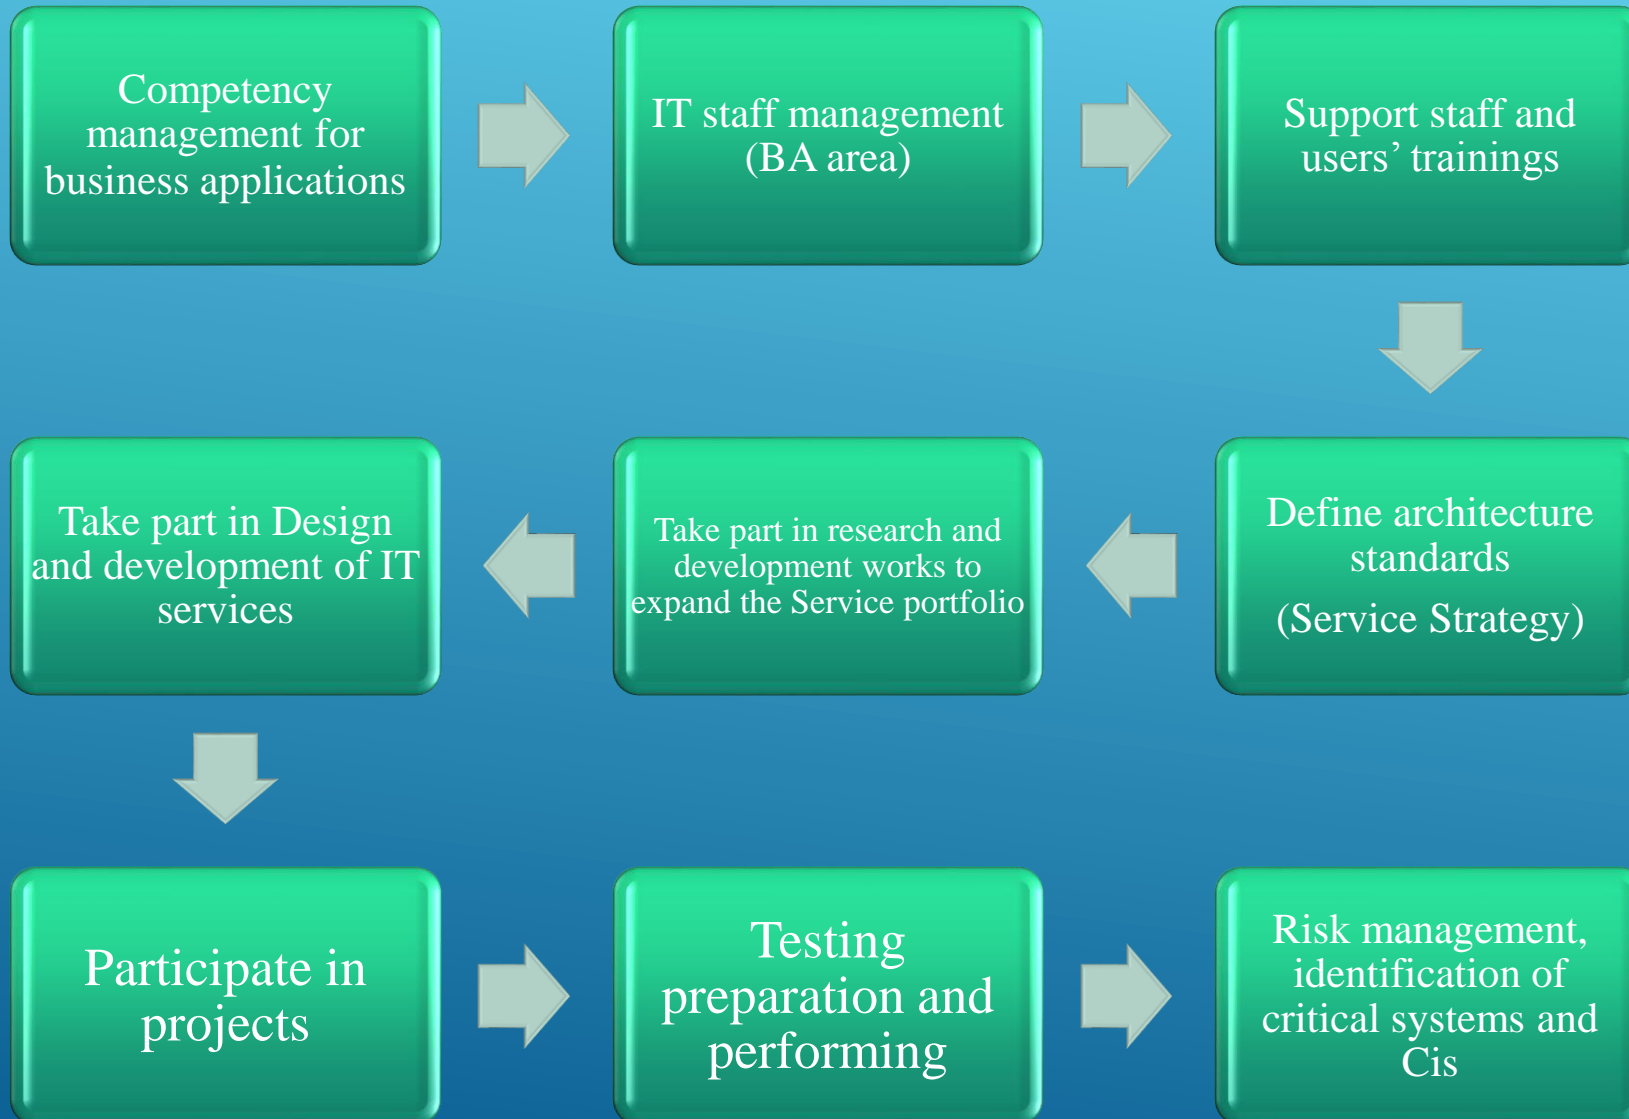 Competency
management for
business applications
IT staff management
(BA area)
Support staff and
users’ trainings
Define architecture
standards
(Service Strategy)
Take part in research and
development works to
expand the Service portfolio
Take part in Design
and development of IT
services
Participate in
projects
Testing
preparation and
performing
Risk management,
identification of
critical systems and
Cis